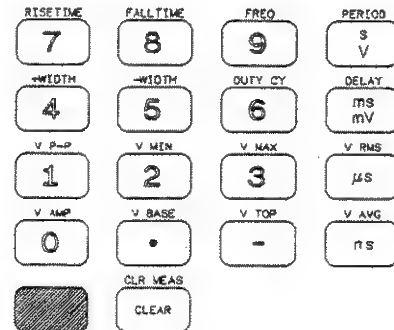 RISETIME FALLTIME FREQ PERIOD
7 8 9 s
V
+WIDTH -WIDTH DUTY CY DELAY
4 5 6 ms
mV
V P-P V MIN V MAX V RMS
1 2 3 μs
V AMP V BASE V TOP V AVG
0 • - ns
CLR MEAS
CLEAR